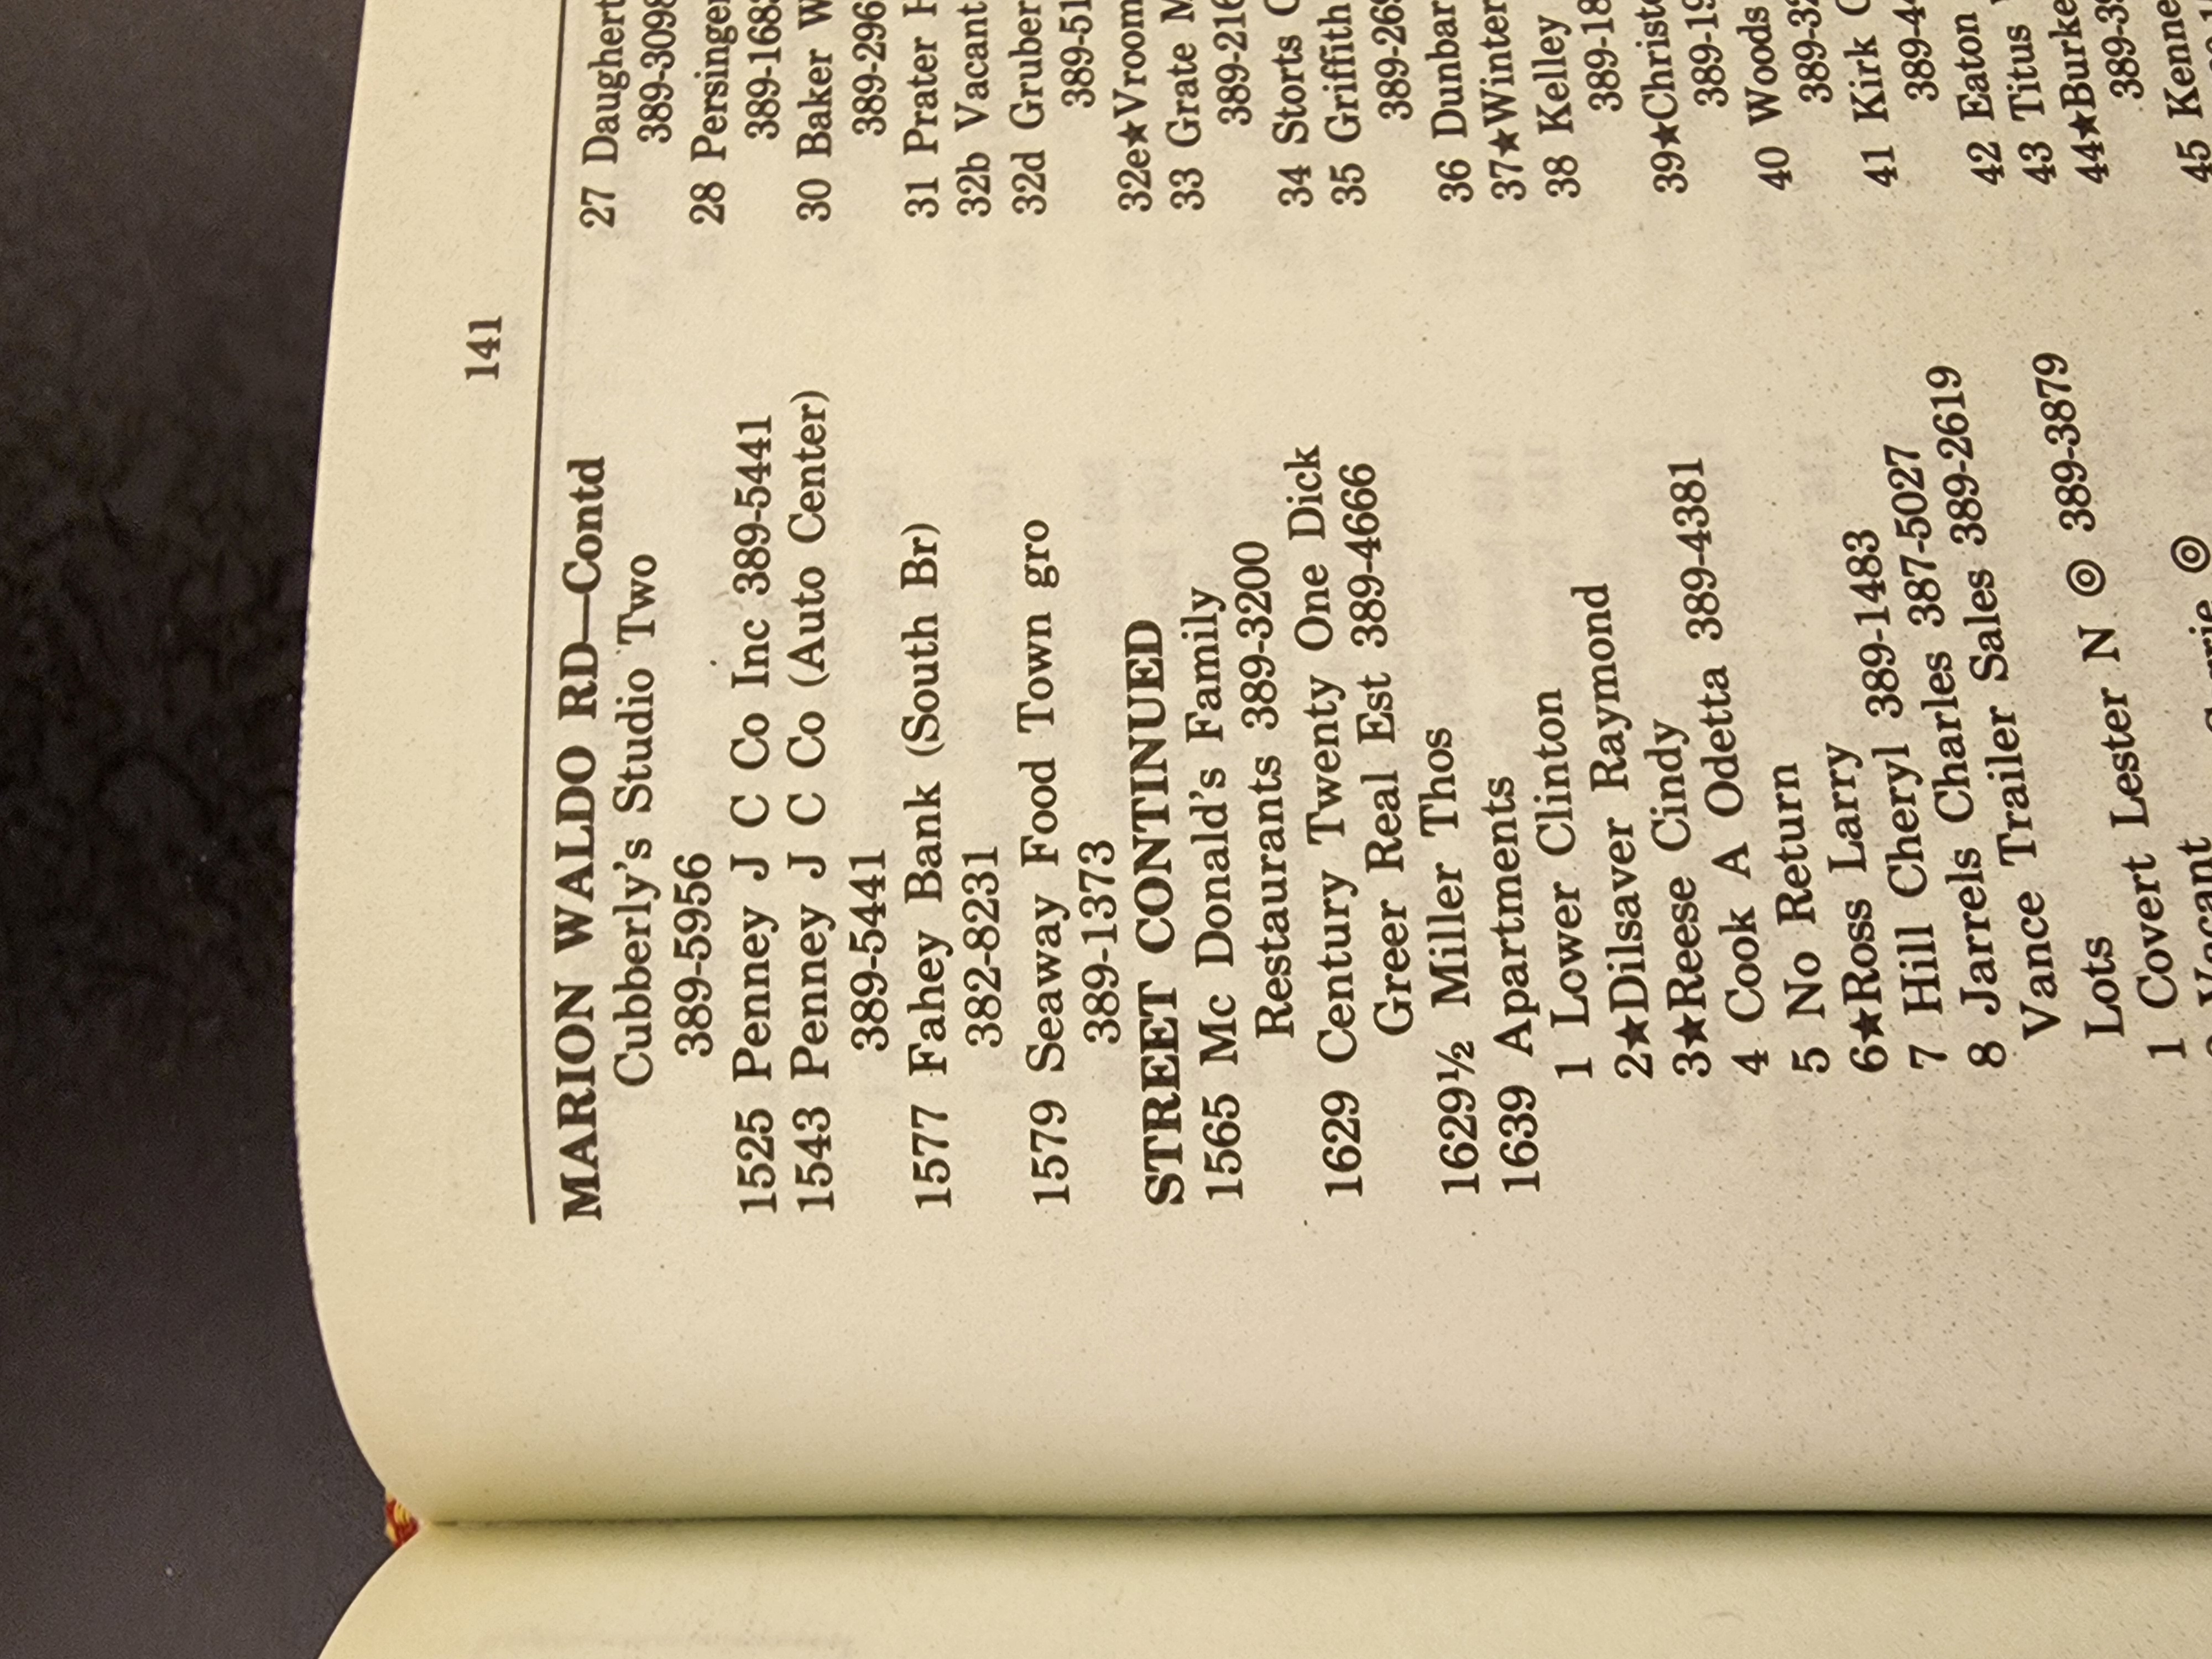 141
MARION WALDO RD—Contd
Cubberly's Studio Two
389-5956
1525 Penney J C Co Inc 389-5441
1543 Penney J C Co (Auto Center)
389-5441
1577 Fahey Bank (South Br)
382-8231
1579 Seaway Food Town gro
389-1373
STREET CONTINUED
1565 Mc Donald's Family
Restaurants 389-3200
1629 Century Twenty One Dick
Greer Real Est 389-4666
1629½ Miller Thos
1639 Apartments
1 Lower Clinton
2★Dilsaver Raymond
3★Reese Cindy
4 Cook A Odetta 389-4381
5 No Return
6★Ross Larry 389-1483
7 Hill Cheryl 387-5027
8 Jarrels Charles 389-2619
Vance Trailer Sales
Lots
1 Covert Lester N ◎ 389-3879
Vacant
◎
27 Daughert
389-3098
28 Persinger
389-168
30 Baker W
389-296
31 Prater
32b Vacant
32d Gruber
389-51
32e★Vroom
33 Grate M
389-216
34 Storts C
35 Griffith
389-26
36 Dunbar
37★Winter
38 Kelley
389-18
39★Christ
389-19
40 Woods
389-32
41 Kirk C
389-4
42 Eaton
43 Titus
44★Burke
389-3
45 Kenne